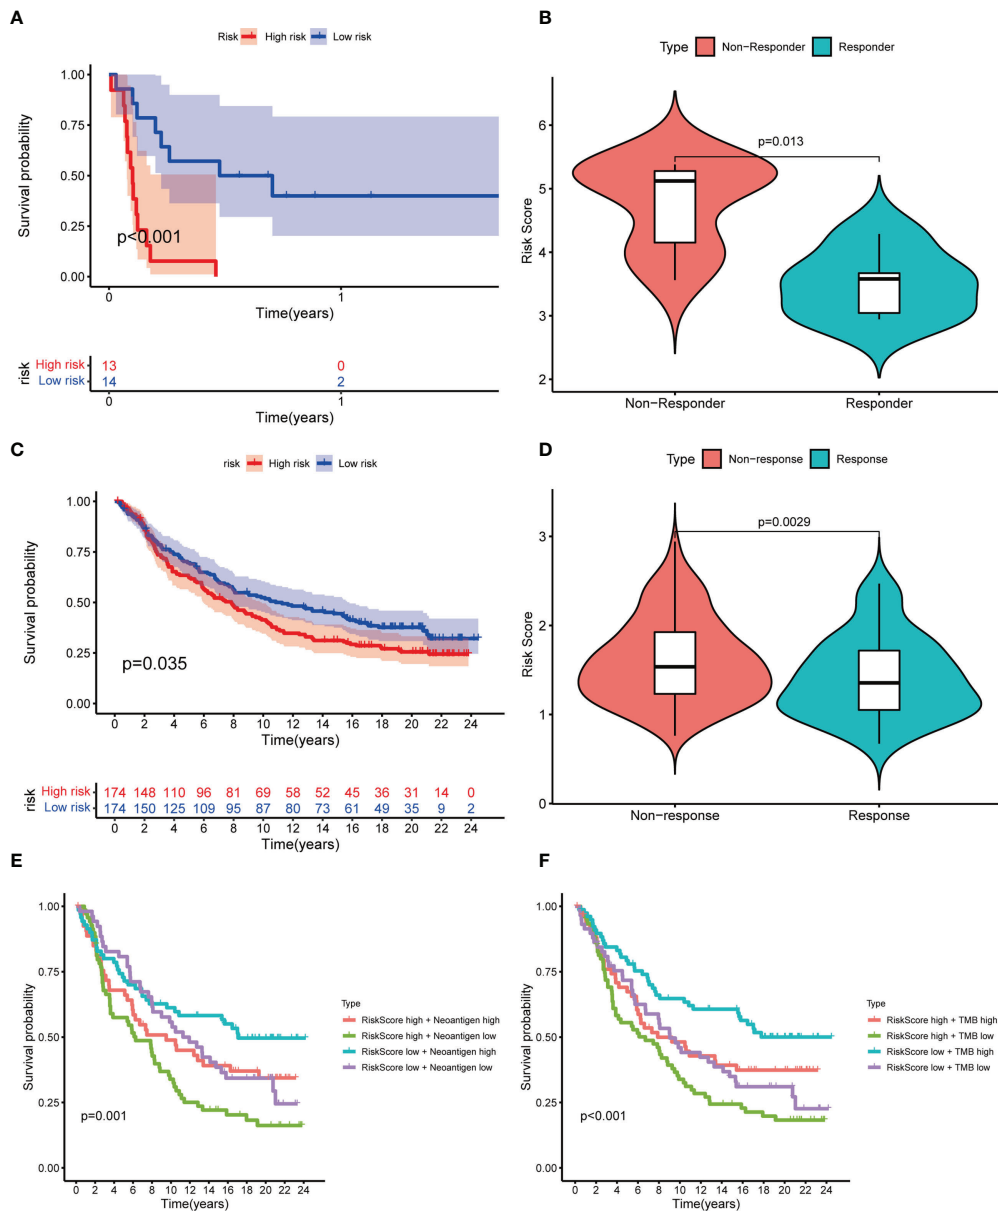 A
Risk High risk Low risk
1.00
0.75
0.50
0.25
0.00
Survival probability
p<0.001
0 1
Time(years)
risk
High risk 13 0
Low risk 14 2
0 1
Time(years)
B
Type Non-Responder Responder
6
5
4
3
2
Risk Score
p=0.013
Non-Responder Responder
C
risk High risk Low risk
1.00
0.75
0.50
0.25
0.00
Survival probability
p=0.035
0 2 4 6 8 10 12 14 16 18 20 22 24
Time(years)
risk
High risk 174 148 110 96 81 69 58 52 45 36 31 14 0
Low risk 174 150 125 109 95 87 80 73 61 49 35 9 2
0 2 4 6 8 10 12 14 16 18 20 22 24
Time(years)
D
Type Non-response Response
3
2
1
0
Risk Score
p=0.0029
Non-response Response
E
1.00
0.75
0.50
0.25
0.00
Survival probability
p=0.001
0 2 4 6 8 10 12 14 16 18 20 22 24
Time(years)
Type
RiskScore high + Neoantigen high
RiskScore high + Neoantigen low
RiskScore low + Neoantigen high
RiskScore low + Neoantigen low
F
1.00
0.75
0.50
0.25
0.00
Survival probability
p<0.001
0 2 4 6 8 10 12 14 16 18 20 22 24
Time(years)
Type
RiskScore high + TMB high
RiskScore high + TMB low
RiskScore low + TMB high
RiskScore low + TMB low